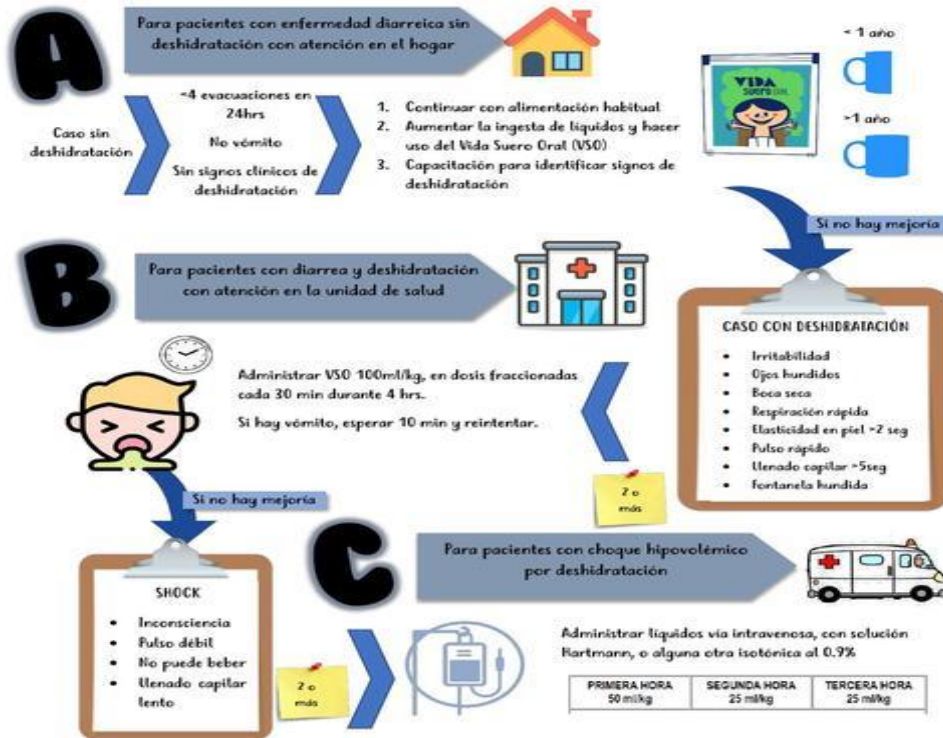 A
Para pacientes con enfermedad diarreica sin
deshidratación con atención en el hogar
Caso sin
deshidratación
<4 evacuaciones en
24hrs
No vómito
Sin signos clínicos de
deshidratación
1. Continuar con alimentación habitual
2. Aumentar la ingesta de líquidos y hacer
uso del Vida Suero Oral (VSO)
3. Capacitación para identificar signos de
deshidratación
VIDA
SUERO ORAL
< 1 año
>1 año
Si no hay mejoría
B
Para pacientes con diarrea y deshidratación
con atención en la unidad de salud
CASO CON DESHIDRATACIÓN
• Irritabilidad
• Ojos hundidos
• Boca seca
• Respiración rápida
• Elasticidad en piel >2 seg
• Pulso rápido
• Llenado capilar >5seg
• Fontanela hundida
2 o
más
Administrar VSO 100ml/kg, en dosis fraccionadas
cada 30 min durante 4 hrs.
Si hay vómito, esperar 10 min y reintentar.
Si no hay mejoría
C
Para pacientes con choque hipovolémico
por deshidratación
SHOCK
• Inconsciencia
• Pulso débil
• No puede beber
• Llenado capilar
lento
2 o
más
Administrar líquidos vía intravenosa, con solución
Hartmann, o alguna otra isotónica al 0.9%
PRIMERA HORA SEGUNDA HORA TERCERA HORA
50 ml/kg 25 ml/kg 25 ml/kg